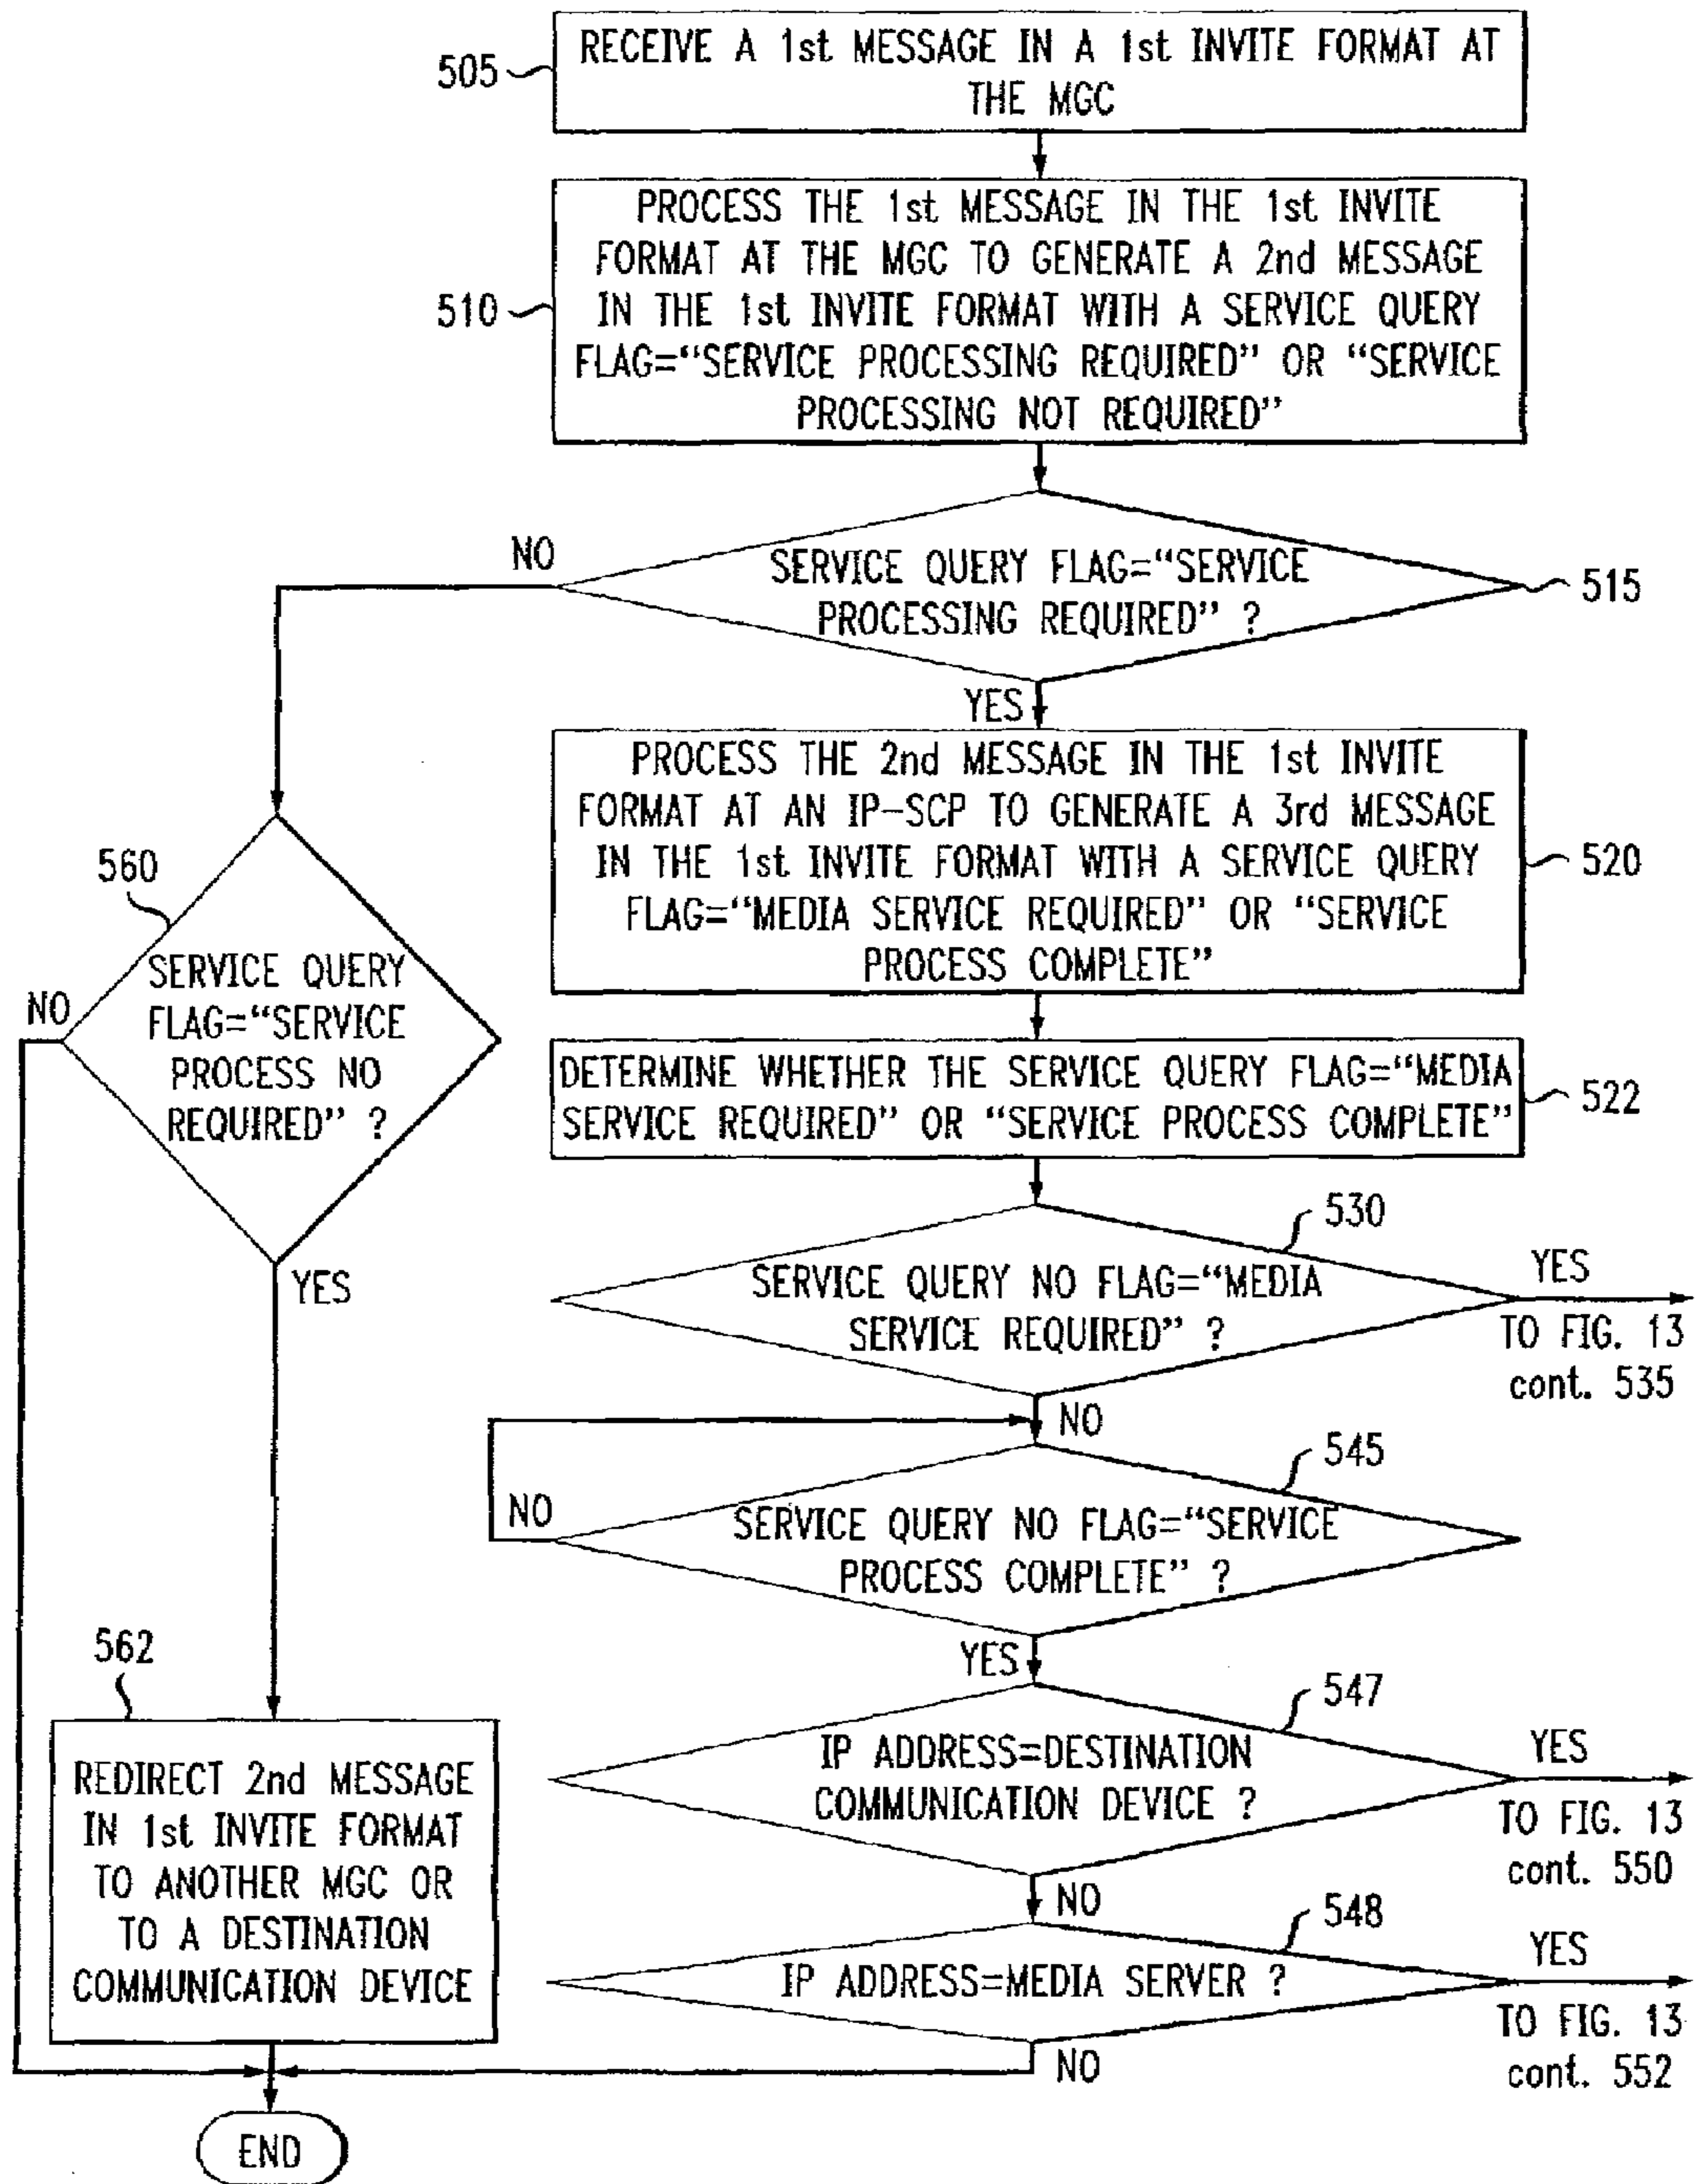 RECEIVE A 1st MESSAGE IN A 1st INVITE FORMAT AT
THE MGC
505
PROCESS THE 1st MESSAGE IN THE 1st INVITE
FORMAT AT THE MGC TO GENERATE A 2nd MESSAGE
IN THE 1st INVITE FORMAT WITH A SERVICE QUERY
FLAG=“SERVICE PROCESSING REQUIRED” OR “SERVICE
PROCESSING NOT REQUIRED”
510
NO
SERVICE QUERY FLAG=“SERVICE
PROCESSING REQUIRED” ?
515
YES
PROCESS THE 2nd MESSAGE IN THE 1st INVITE
FORMAT AT AN IP-SCP TO GENERATE A 3rd MESSAGE
IN THE 1st INVITE FORMAT WITH A SERVICE QUERY
FLAG=“MEDIA SERVICE REQUIRED” OR “SERVICE
PROCESS COMPLETE”
520
560
SERVICE QUERY
FLAG=“SERVICE
PROCESS NO
REQUIRED” ?
NO
YES
DETERMINE WHETHER THE SERVICE QUERY FLAG=“MEDIA
SERVICE REQUIRED” OR “SERVICE PROCESS COMPLETE”
522
530
SERVICE QUERY NO FLAG=“MEDIA
SERVICE REQUIRED” ?
YES
TO FIG. 13
cont. 535
NO
545
NO
SERVICE QUERY NO FLAG=“SERVICE
PROCESS COMPLETE” ?
YES
562
REDIRECT 2nd MESSAGE
IN 1st INVITE FORMAT
TO ANOTHER MGC OR
TO A DESTINATION
COMMUNICATION DEVICE
547
IP ADDRESS=DESTINATION
COMMUNICATION DEVICE ?
YES
TO FIG. 13
cont. 550
NO
548
IP ADDRESS=MEDIA SERVER ?
YES
TO FIG. 13
cont. 552
NO
END